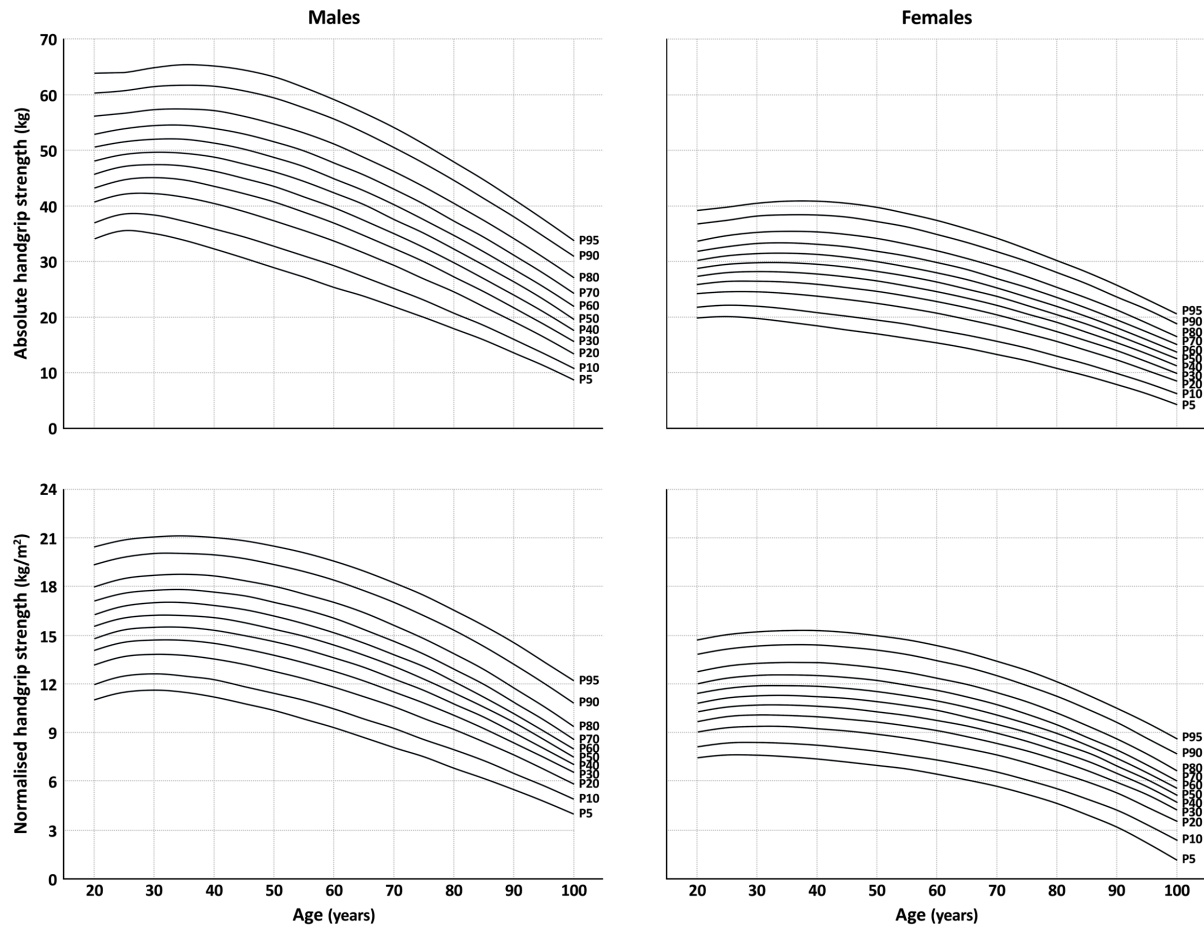 Males
Females
Absolute handgrip strength (kg)
70
60
50
40
30
20
10
0
P95
P90
P80
P70
P60
P50
P40
P30
P20
P10
P5
P95
P90
P80
P70
P60
P50
P40
P30
P20
P10
P5
Normalised handgrip strength (kg/m²)
24
21
18
15
12
9
6
3
0
P95
P90
P80
P70
P60
P50
P40
P30
P20
P10
P5
P95
P90
P80
P70
P60
P50
P40
P30
P20
P10
P5
20 30 40 50 60 70 80 90 100
20 30 40 50 60 70 80 90 100
Age (years)
Age (years)